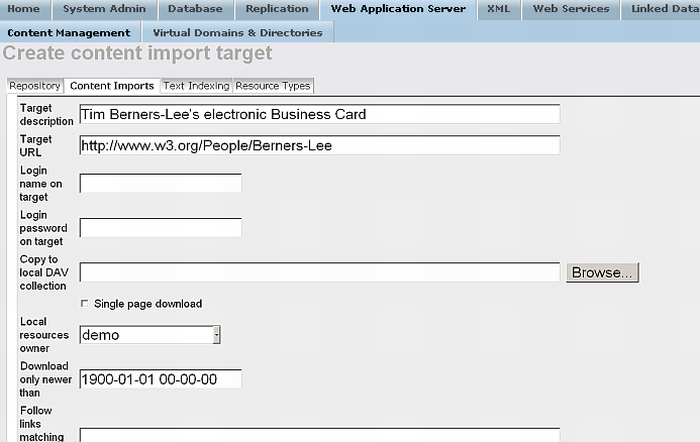 Home System Admin Database Replication Web Application Server XML Web Services Linked Data
Content Management Virtual Domains & Directories
Create content import target
Repository Content Imports Text Indexing Resource Types
Target
description
Tim Berners-Lee's electronic Business Card
Target
URL
http://www.w3.org/People/Berners-Lee
Login
name on
target
Login
password
on target
Copy to
local DAV
collection
Browse...
Single page download
Local
resources
owner
demo
Download
only newer
than
1900-01-01 00-00-00
Follow
links
matching